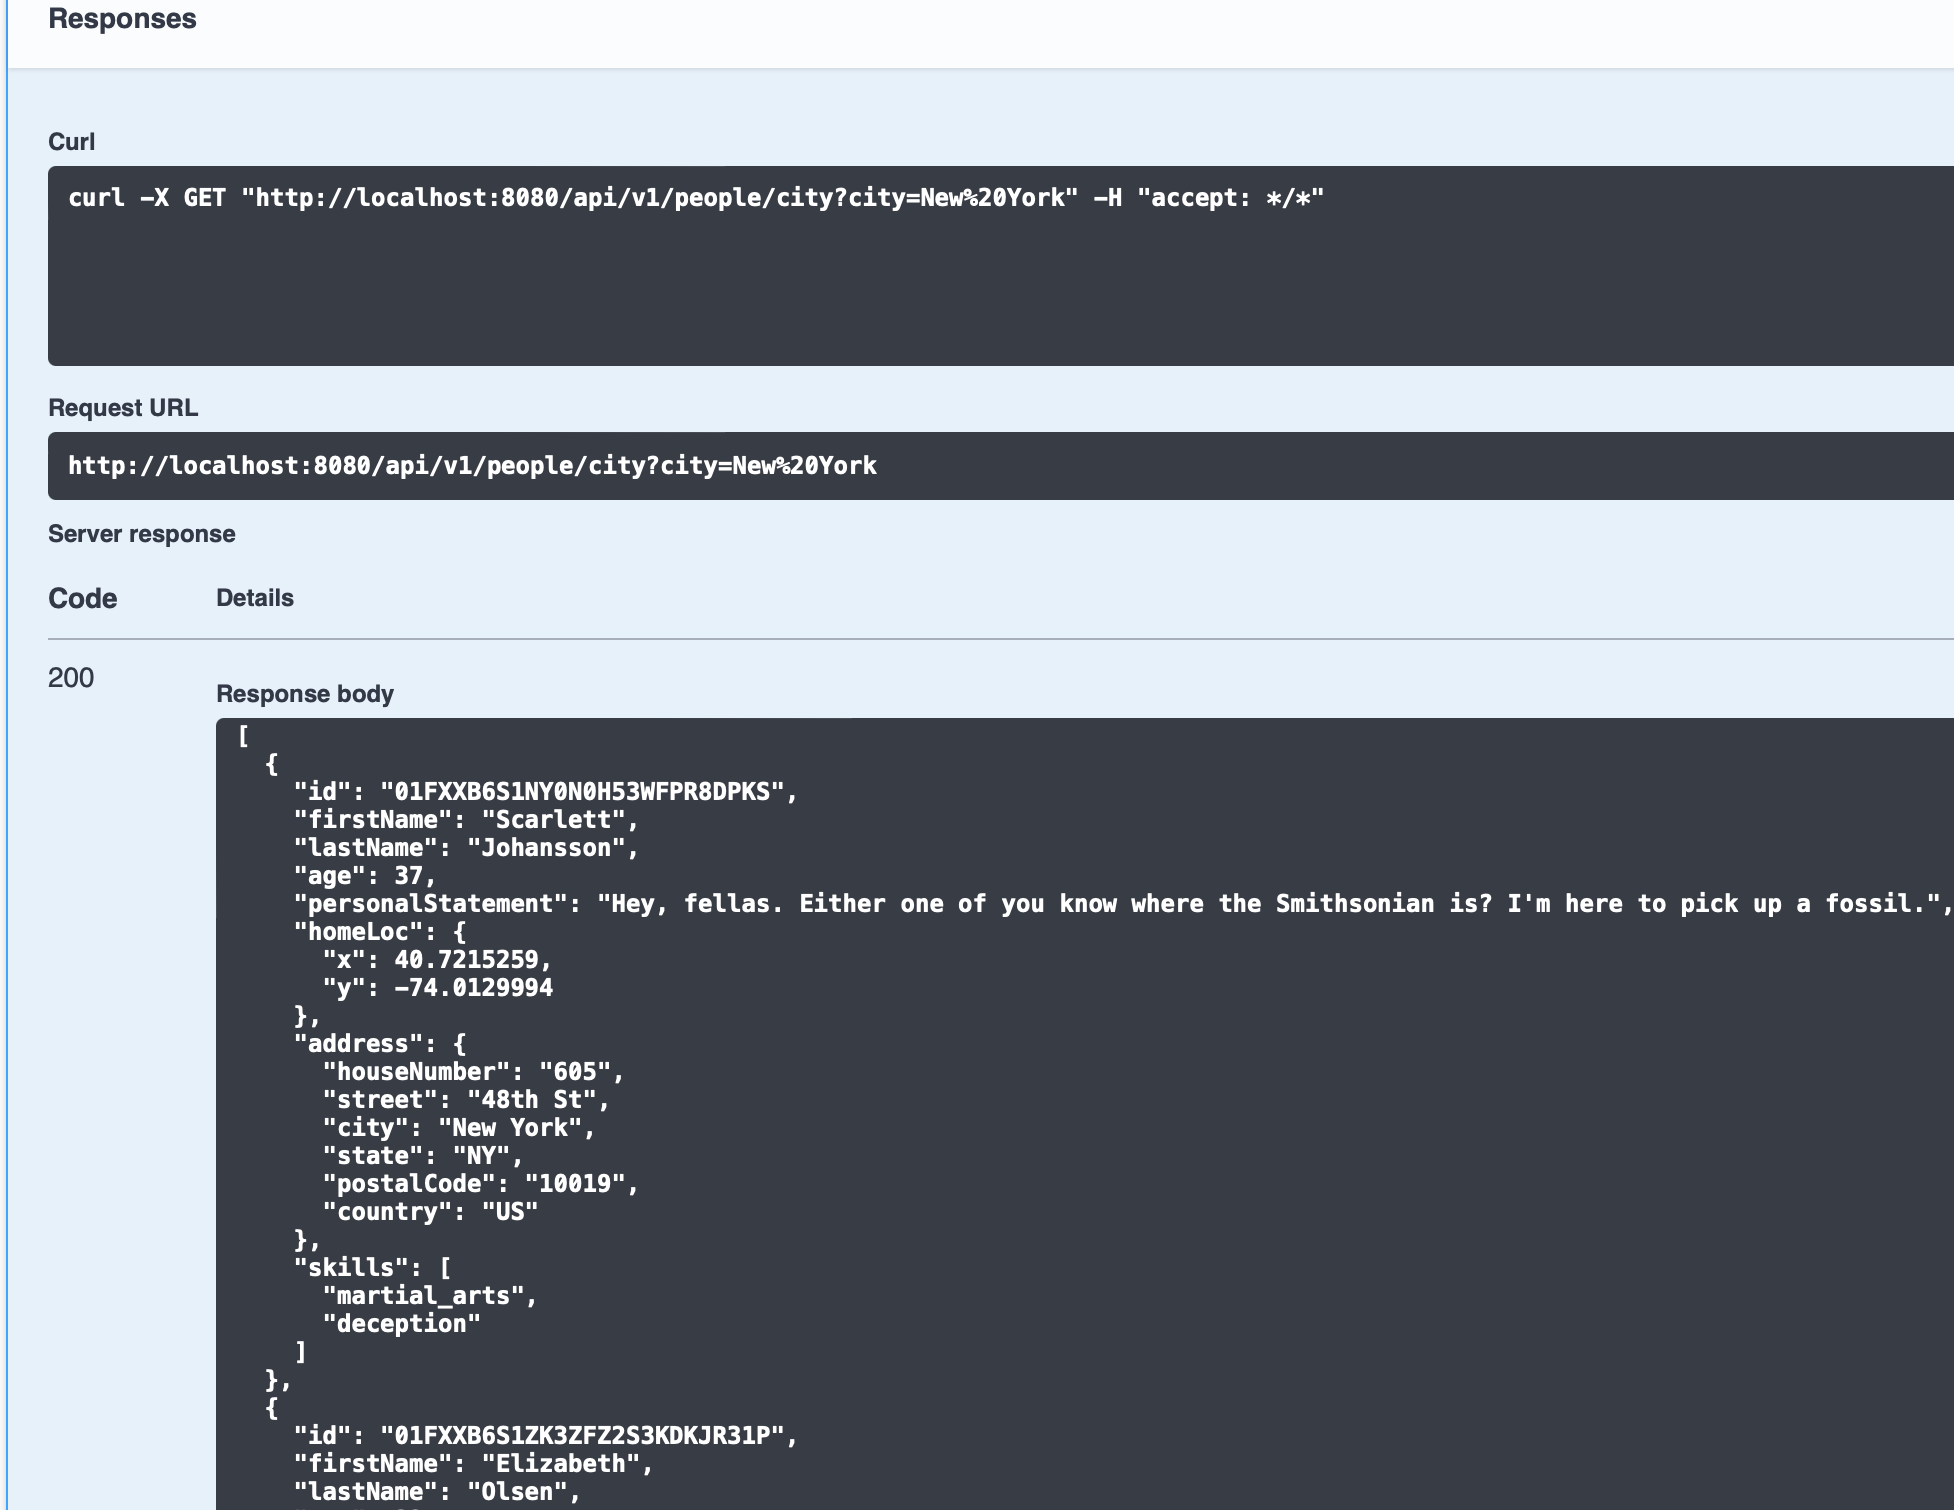 Responses
Curl
curl -X GET "http://localhost:8080/api/v1/people/city?city=New%20York" -H "accept: */*"
Request URL
http://localhost:8080/api/v1/people/city?city=New%20York
Server response
Code Details
200
Response body
[
  {
    "id": "01FXXB6S1NY0N0H53WFPR8DPKS",
    "firstName": "Scarlett",
    "lastName": "Johansson",
    "age": 37,
    "personalStatement": "Hey, fellas. Either one of you know where the Smithsonian is? I'm here to pick up a fossil.",
    "homeLoc": {
      "x": 40.7215259,
      "y": -74.0129994
    },
    "address": {
      "houseNumber": "605",
      "street": "48th St",
      "city": "New York",
      "state": "NY",
      "postalCode": "10019",
      "country": "US"
    },
    "skills": [
      "martial_arts",
      "deception"
    ]
  },
  {
    "id": "01FXXB6S1ZK3ZFZ2S3KDKJR31P",
    "firstName": "Elizabeth",
    "lastName": "Olsen",